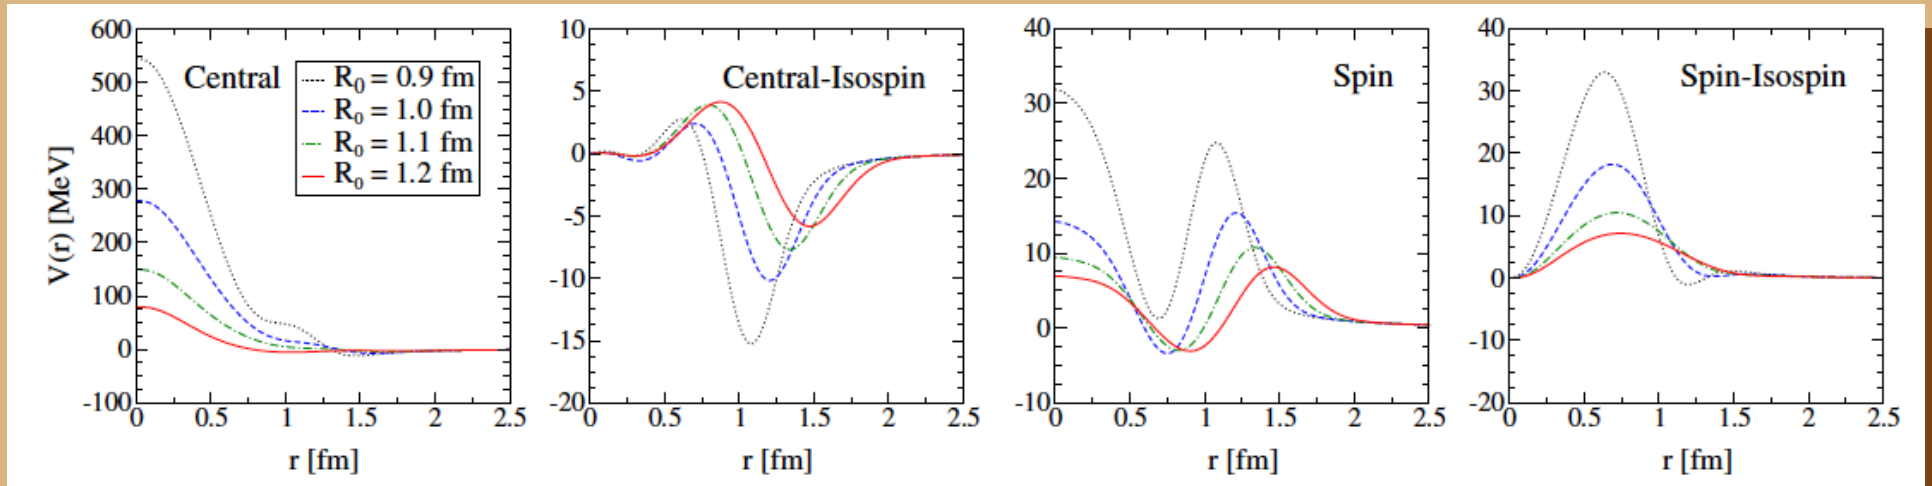 V(r) [MeV]
600
500
400
300
200
100
0
-100
Central
R0 = 0.9 fm
R0 = 1.0 fm
R0 = 1.1 fm
R0 = 1.2 fm
0 0.5 1 1.5 2 2.5
r [fm]
10
5
0
-5
-10
-15
-20
Central-Isospin
0 0.5 1 1.5 2 2.5
r [fm]
40
30
20
10
0
-10
Spin
0 0.5 1 1.5 2 2.5
r [fm]
40
30
20
10
0
-10
-20
Spin-Isospin
0 0.5 1 1.5 2 2.5
r [fm]